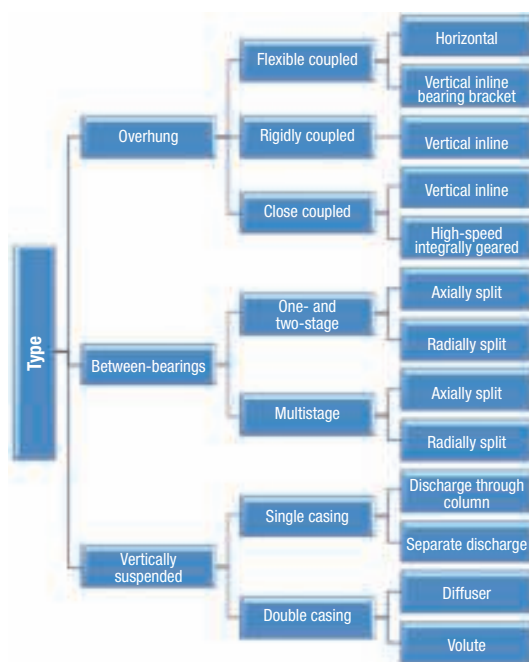 Type
Overhung
Flexible coupled
Horizontal
Vertical inline
bearing bracket
Rigidly coupled
Vertical inline
Close coupled
Vertical inline
High-speed
integrally geared
Between-bearings
One- and
two-stage
Axially split
Radially split
Multistage
Axially split
Radially split
Vertically
suspended
Single casing
Discharge through
column
Separate discharge
Double casing
Diffuser
Volute